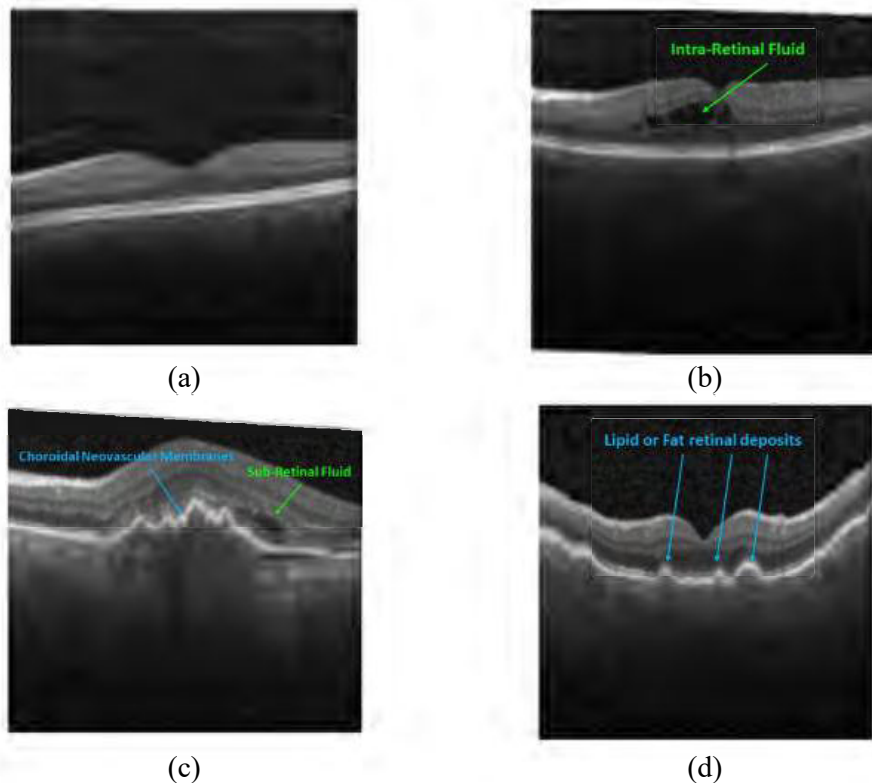 Intra-Retinal Fluid
(a)
(b)
Choroidal Neovascular Membranes
Sub-Retinal Fluid
Lipid or Fat retinal deposits
(c)
(d)